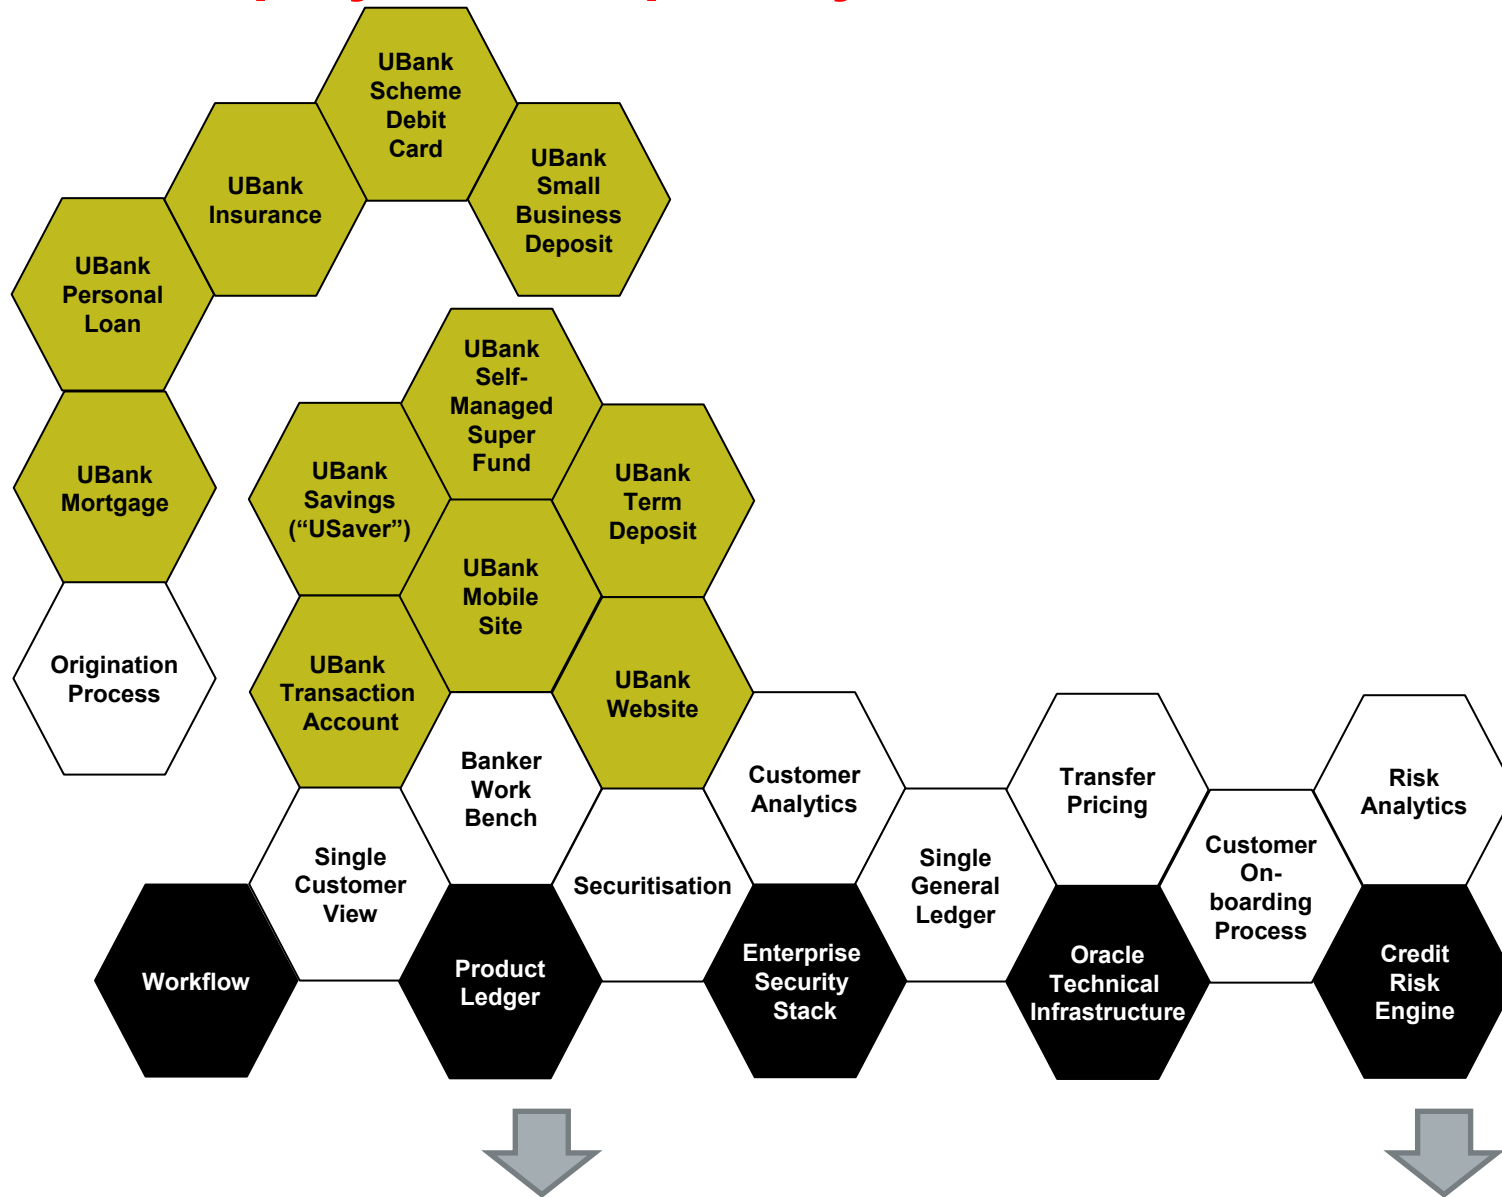 UBank
Scheme
Debit
Card
UBank
Small
Business
Deposit
UBank
Insurance
UBank
Personal
Loan
UBank
Mortgage
Origination
Process
UBank
Self-
Managed
Super
Fund
UBank
Savings
(“USaver”)
UBank
Term
Deposit
UBank
Mobile
Site
UBank
Transaction
Account
UBank
Website
Banker
Work
Bench
Customer
Analytics
Transfer
Pricing
Risk
Analytics
Single
Customer
View
Securitisation
Single
General
Ledger
Customer
On-
boarding
Process
Workflow
Product
Ledger
Enterprise
Security
Stack
Oracle
Technical
Infrastructure
Credit
Risk
Engine